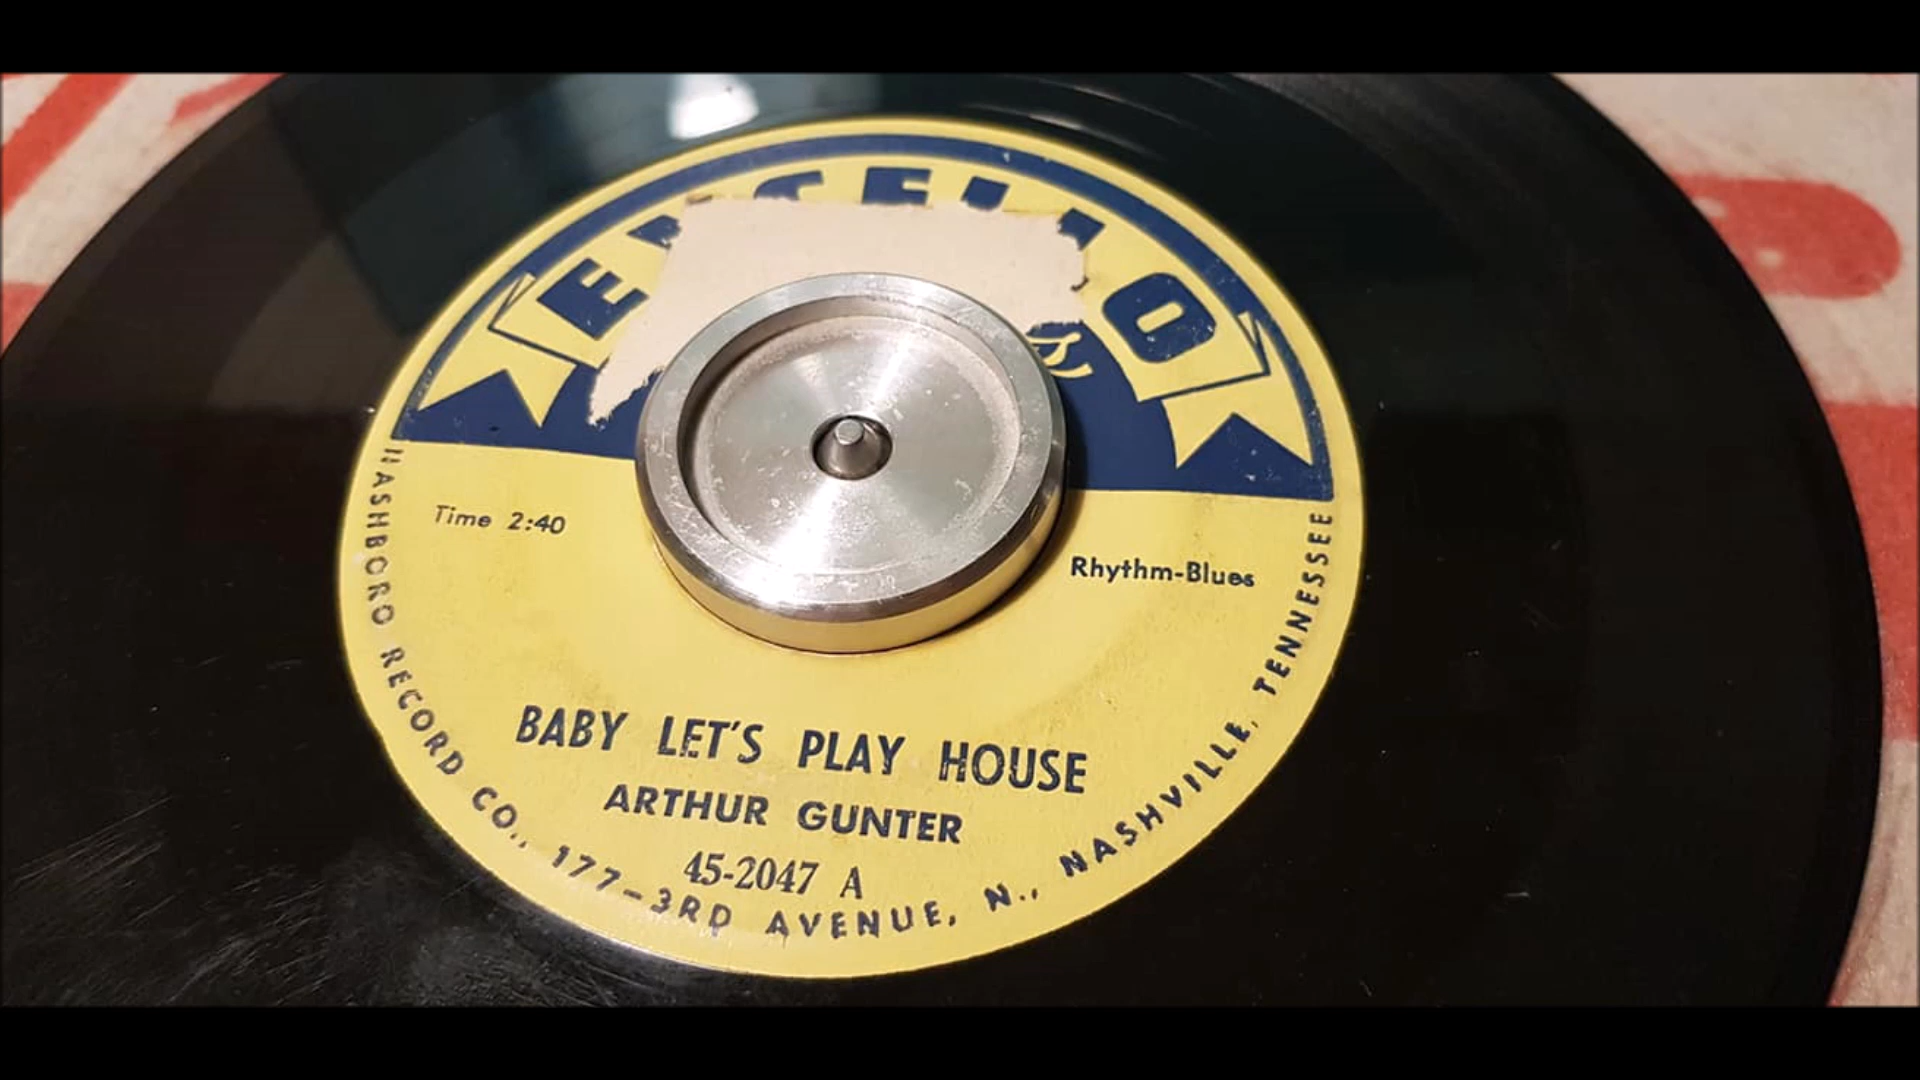 Time 2:40
Rhythm-Blues
BABY LET'S PLAY HOUSE
ARTHUR GUNTER
45-2047 A
NASHBORO RECORD CO., 177-3RD AVENUE, N., NASHVILLE, TENNESSEE